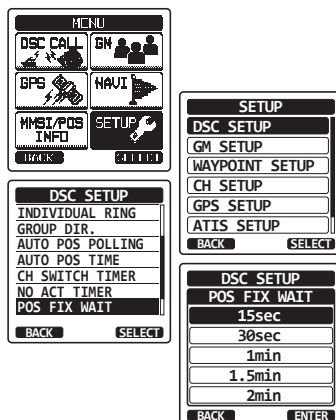 MENU
DSC CALL GM
GPS NAVI
MMSI/POS INFO SETUP
BACK SELECT
SETUP
DSC SETUP
GM SETUP
WAYPOINT SETUP
CH SETUP
GPS SETUP
ATIS SETUP
BACK SELECT
DSC SETUP
INDIVIDUAL RING
GROUP DIR.
AUTO POS POLLING
AUTO POS TIME
CH SWITCH TIMER
NO ACT TIMER
POS FIX WAIT
BACK SELECT
DSC SETUP
POS FIX WAIT
15sec
30sec
1min
1.5min
2min
BACK ENTER